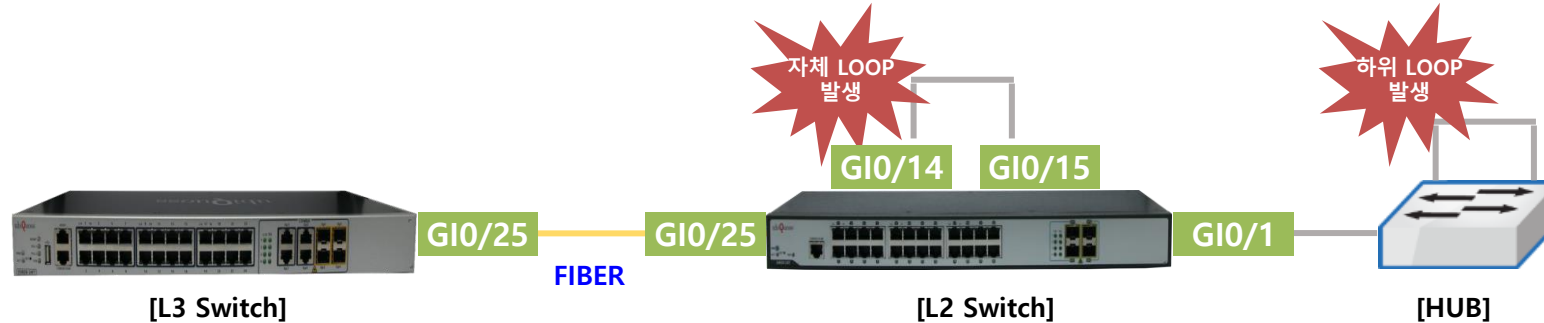 자체 LOOP
발생
하위 LOOP
발생
GI0/14
GI0/15
GI0/25
GI0/25
GI0/1
FIBER
[L3 Switch]
[L2 Switch]
[HUB]